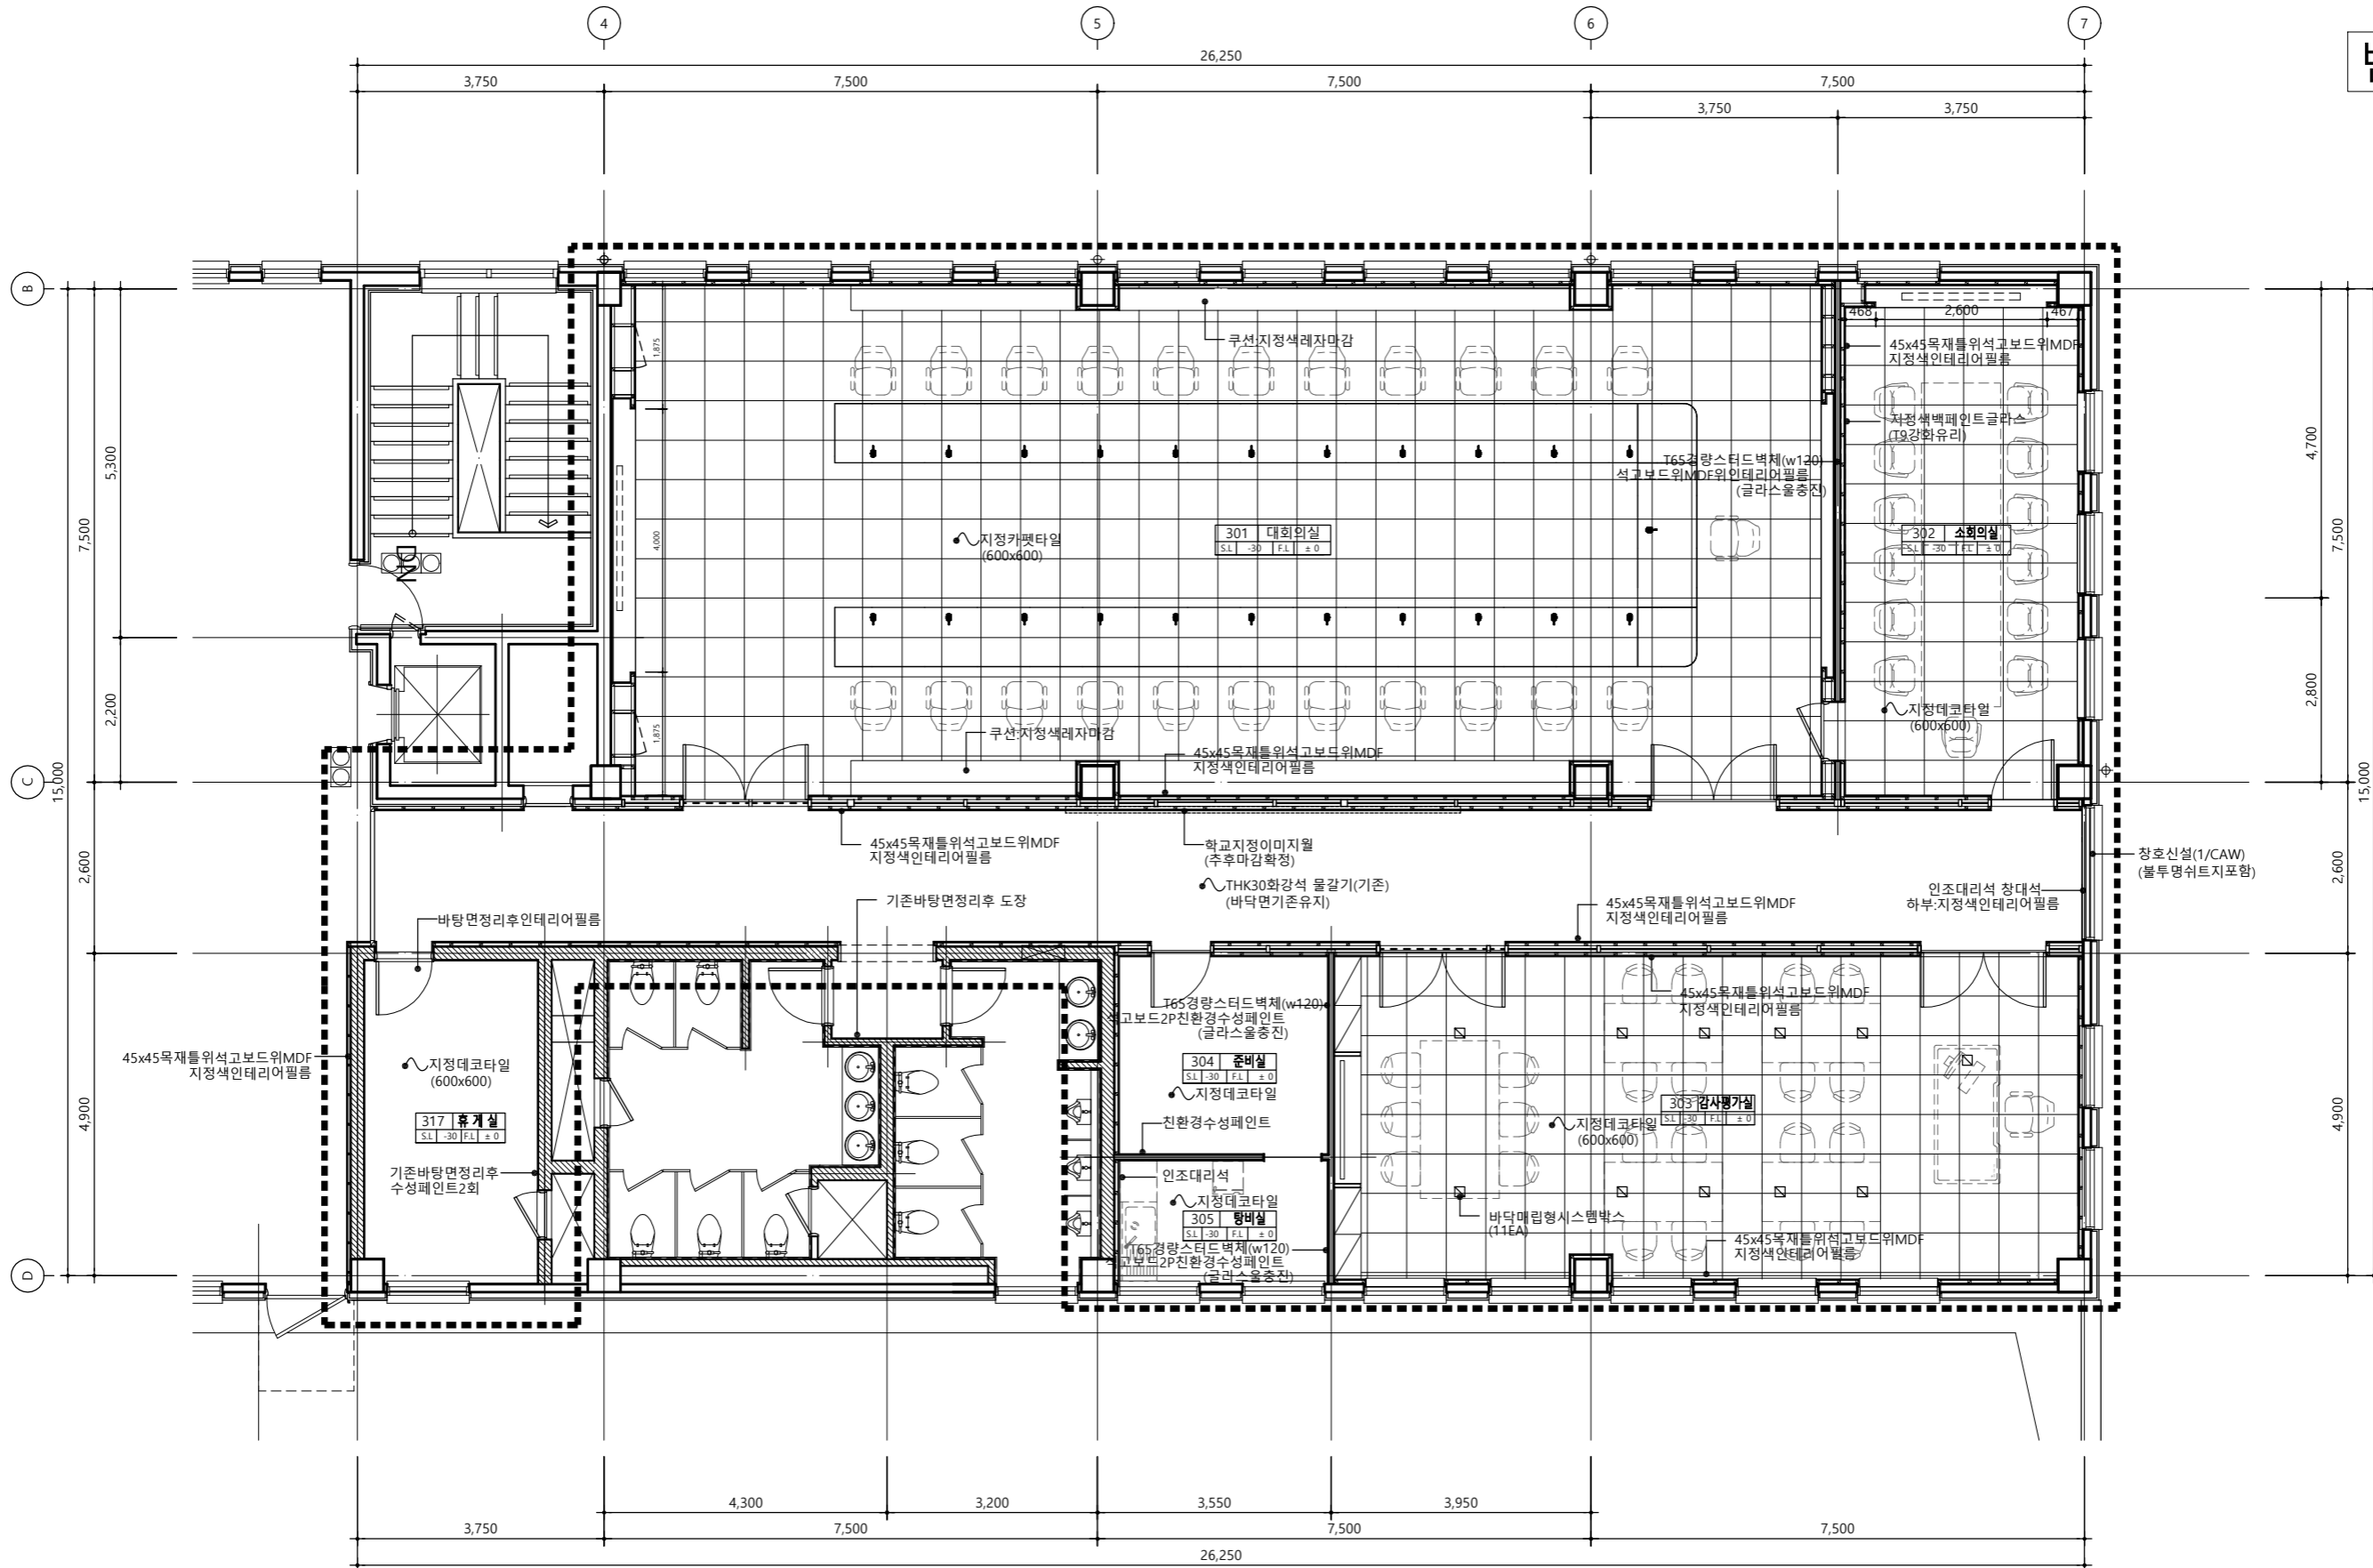 4
5
6
7
26,250
3,750
7,500
7,500
7,500
3,750
3,750
B
C
D
5,300
7,500
2,200
15,000
2,600
4,900
4,700
7,500
2,800
15,000
2,600
4,900
468
2,600
467
쿠션:지정색레자마감
45x45목재틀위석고보드위MDF
지정색인테리어필름
지정색백페인트글라스
(T9강화유리)
T65경량스터드벽체(w120)
석고보드위MDF위인테리어필름
(글라스울충진)
1,875
4,000
1,875
지정카펫타일
(600x600)
301 대회의실
S.L -30 F.L ± 0
302 소회의실
S.L -30 F.L ± 0
DN
지정데코타일
(600x600)
쿠션:지정색레자마감
45x45목재틀위석고보드위MDF
지정색인테리어필름
45x45목재틀위석고보드위MDF
지정색인테리어필름
학교지정이미지월
(추후마감확정)
THK30화강석 물갈기(기존)
(바닥면기존유지)
창호신설(1/CAW)
(불투명쉬트지포함)
인조대리석 창대석
하부:지정색인테리어필름
기존바탕면정리후 도장
바탕면정리후인테리어필름
45x45목재틀위석고보드위MDF
지정색인테리어필름
45x45목재틀위석고보드위MDF
지정색인테리어필름
T65경량스터드벽체(w120)
석고보드2P친환경수성페인트
(글라스울충진)
45x45목재틀위석고보드위MDF
지정색인테리어필름
지정데코타일
(600x600)
317 휴 게 실
S.L -30 F.L ± 0
304 준비실
S.L -30 F.L ± 0
지정데코타일
친환경수성페인트
303 감사평가실
S.L -30 F.L ± 0
지정데코타일
(600x600)
기존바탕면정리후
수성페인트2회
인조대리석
지정데코타일
305 탕비실
S.L -30 F.L ± 0
T65경량스터드벽체(w120)
석고보드2P친환경수성페인트
(글라스울충진)
바닥매립형시스템박스
(11EA)
45x45목재틀위석고보드위MDF
지정색인테리어필름
4,300
3,200
3,550
3,950
3,750
7,500
7,500
7,500
26,250